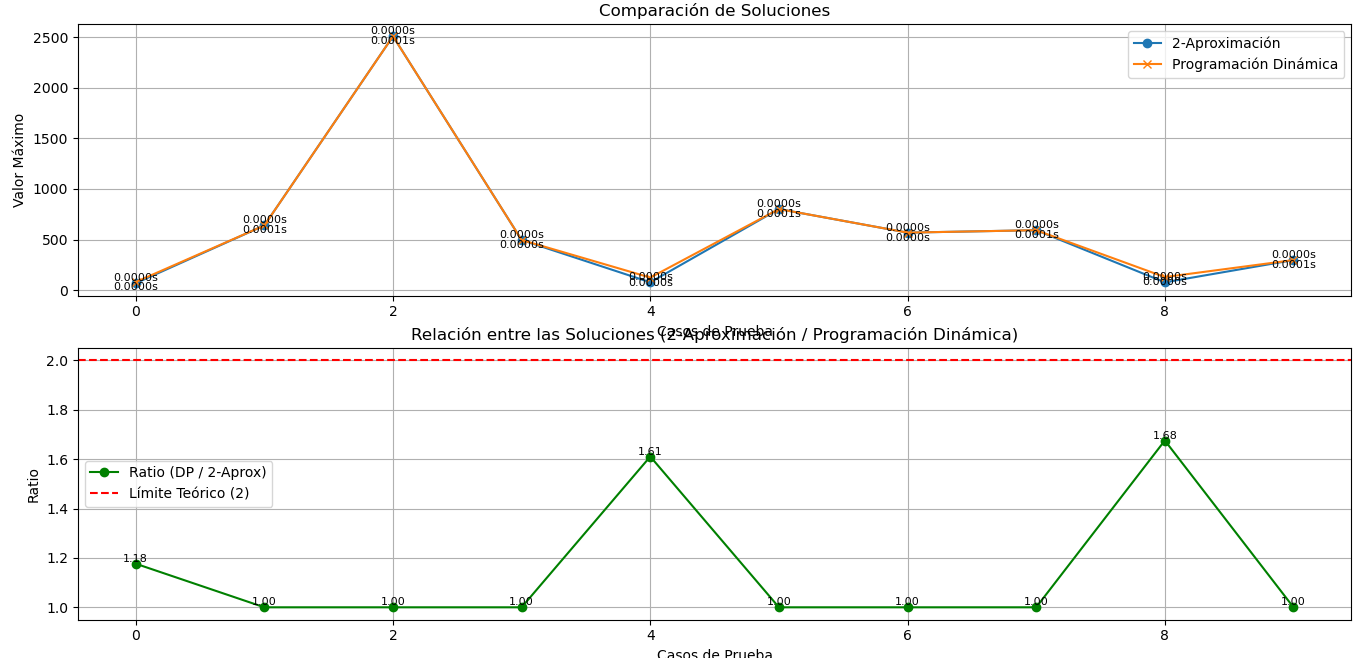 Comparación de Soluciones
Valor Máximo
2500
2000
1500
1000
500
0
0.0000s
0.0000s
0.0000s
0.0001s
0.0000s
0.0001s
0.0000s
0.0000s
0.0000s
0.0000s
0.0000s
0.0001s
0.0000s
0.0000s
0.0000s
0.0001s
0.0000s
0.0000s
0.0000s
0.0001s
2-Aproximación
Programación Dinámica
0 2 4 6 8
Casos de Prueba
Relación entre las Soluciones (2-Aproximación / Programación Dinámica)
Ratio
2.0
1.8
1.6
1.4
1.2
1.0
1.18
1.00
1.00
1.00
1.61
1.00
1.00
1.00
1.68
1.00
Ratio (DP / 2-Aprox)
Límite Teórico (2)
0 2 4 6 8
Casos de Prueba